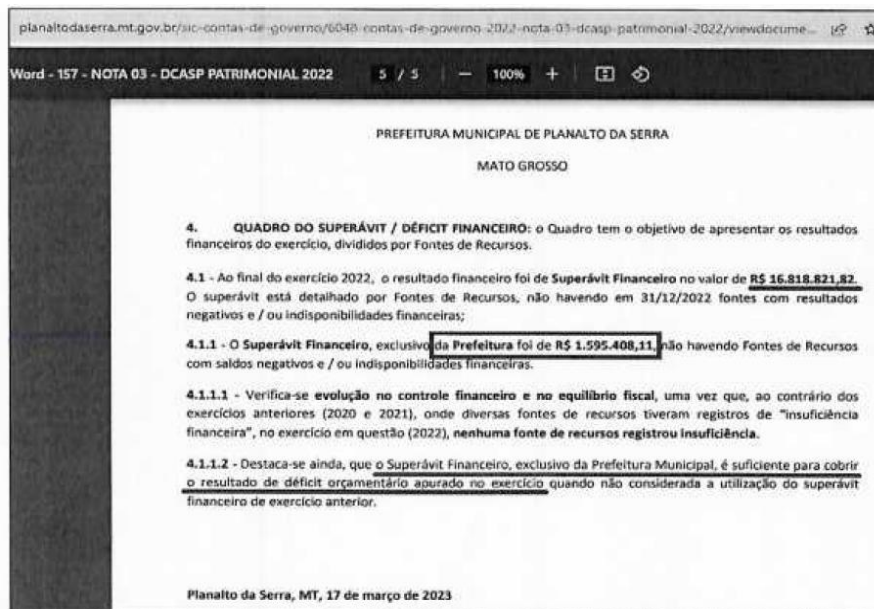 planaltodaserra.mt.gov.br/sic-contas-de-governo/6048-contas-de-governo-2022-nota-03-dcasp-patrimonial-2022/viewdocume...
Word - 157 - NOTA 03 - DCASP PATRIMONIAL 2022 5 / 5 — 100% +
PREFEITURA MUNICIPAL DE PLANALTO DA SERRA
MATO GROSSO
4. QUADRO DO SUPERÁVIT / DÉFICIT FINANCEIRO: o Quadro tem o objetivo de apresentar os resultados
financeiros do exercício, divididos por Fontes de Recursos.
4.1 - Ao final do exercício 2022, o resultado financeiro foi de Superávit Financeiro no valor de R$ 16.818.821,82.
O superávit está detalhado por Fontes de Recursos, não havendo em 31/12/2022 fontes com resultados
negativos e / ou indisponibilidades financeiras;
4.1.1 - O Superávit Financeiro, exclusivo da Prefeitura foi de R$ 1.595.408,11, não havendo Fontes de Recursos
com saldos negativos e / ou indisponibilidades financeiras.
4.1.1.1 - Verifica-se evolução no controle financeiro e no equilíbrio fiscal, uma vez que, ao contrário dos
exercícios anteriores (2020 e 2021), onde diversas fontes de recursos tiveram registros de "insuficiência
financeira", no exercício em questão (2022), nenhuma fonte de recursos registrou insuficiência.
4.1.1.2 - Destaca-se ainda, que o Superávit Financeiro, exclusivo da Prefeitura Municipal, é suficiente para cobrir
o resultado de déficit orçamentário apurado no exercício quando não considerada a utilização do superávit
financeiro de exercício anterior.
Planalto da Serra, MT, 17 de março de 2023